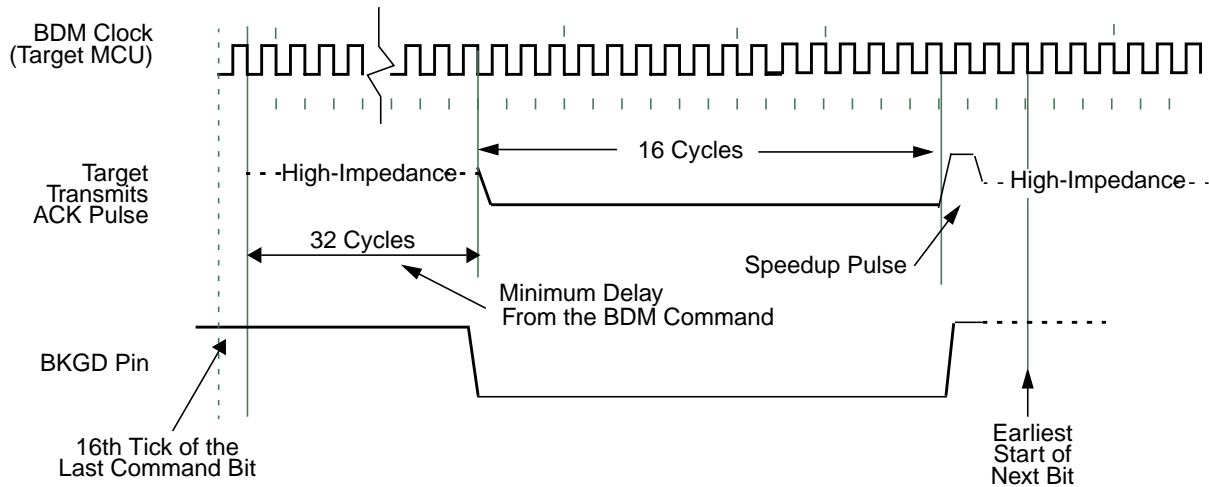 BDM Clock
(Target MCU)
16 Cycles
Target
Transmits
ACK Pulse
High-Impedance
High-Impedance
32 Cycles
Speedup Pulse
Minimum Delay
From the BDM Command
BKGD Pin
16th Tick of the
Last Command Bit
Earliest
Start of
Next Bit